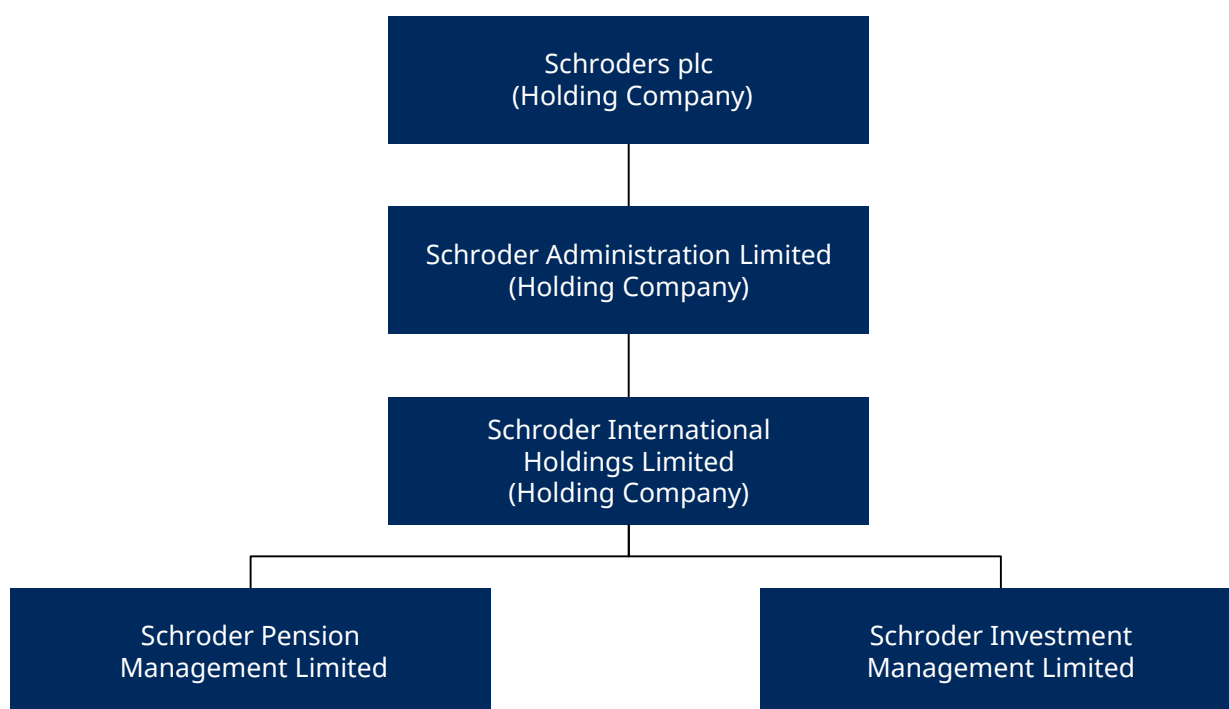 Schroders plc
(Holding Company)
Schroder Administration Limited
(Holding Company)
Schroder International
Holdings Limited
(Holding Company)
Schroder Pension
Management Limited
Schroder Investment
Management Limited